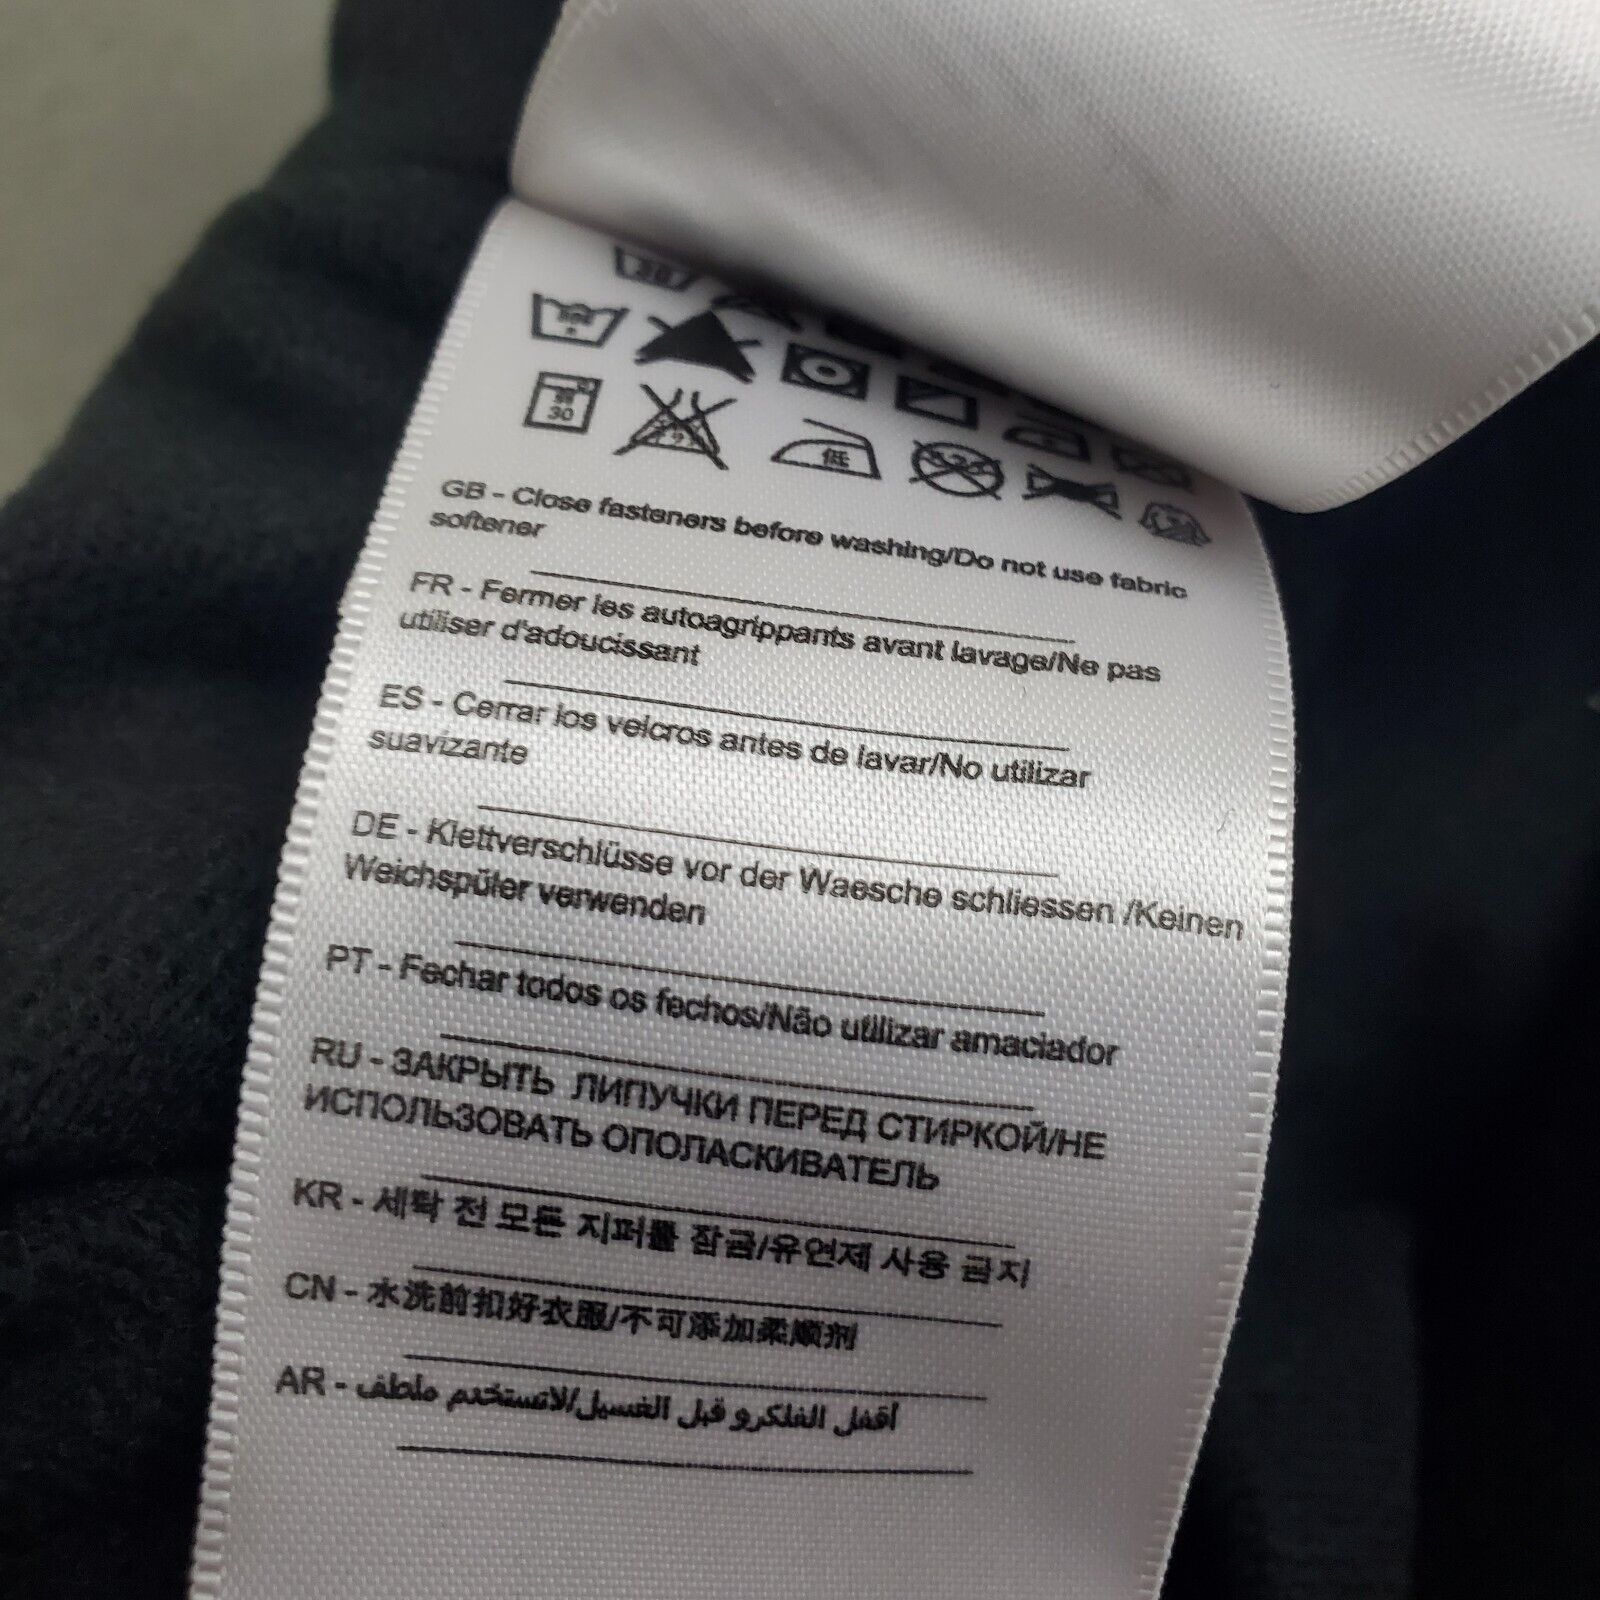 30
低
GB - Close fasteners before washing/Do not use fabric
softener
FR - Fermer les autoagrippants avant lavage/Ne pas
utiliser d'adoucissant
ES - Cerrar los velcros antes de lavar/No utilizar
suavizante
DE - Klettverschlüsse vor der Waesche schliessen /Keinen
Weichspüler verwenden
PT - Fechar todos os fechos/Não utilizar amaciador
RU - ЗАКРЫТЬ ЛИПУЧКИ ПЕРЕД СТИРКОЙ/НЕ
ИСПОЛЬЗОВАТЬ ОПОЛАСКИВАТЕЛЬ
KR - 세탁 전 모든 지퍼를 잠금/유연제 사용 금지
CN - 水洗前扣好衣服/不可添加柔顺剂
AR - أقفل الفلكرو قبل الغسيل/لاتستخدم ملطف